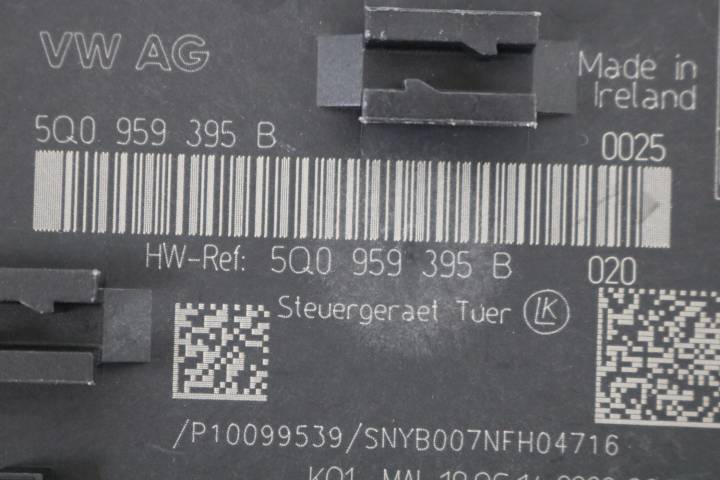 VW AG
Made in
Ireland
5Q0 959 395 B 0025
HW-Ref: 5Q0 959 395 B 020
Steuergeraet Tuer LK
/P10099539/SNYB007NFH04716